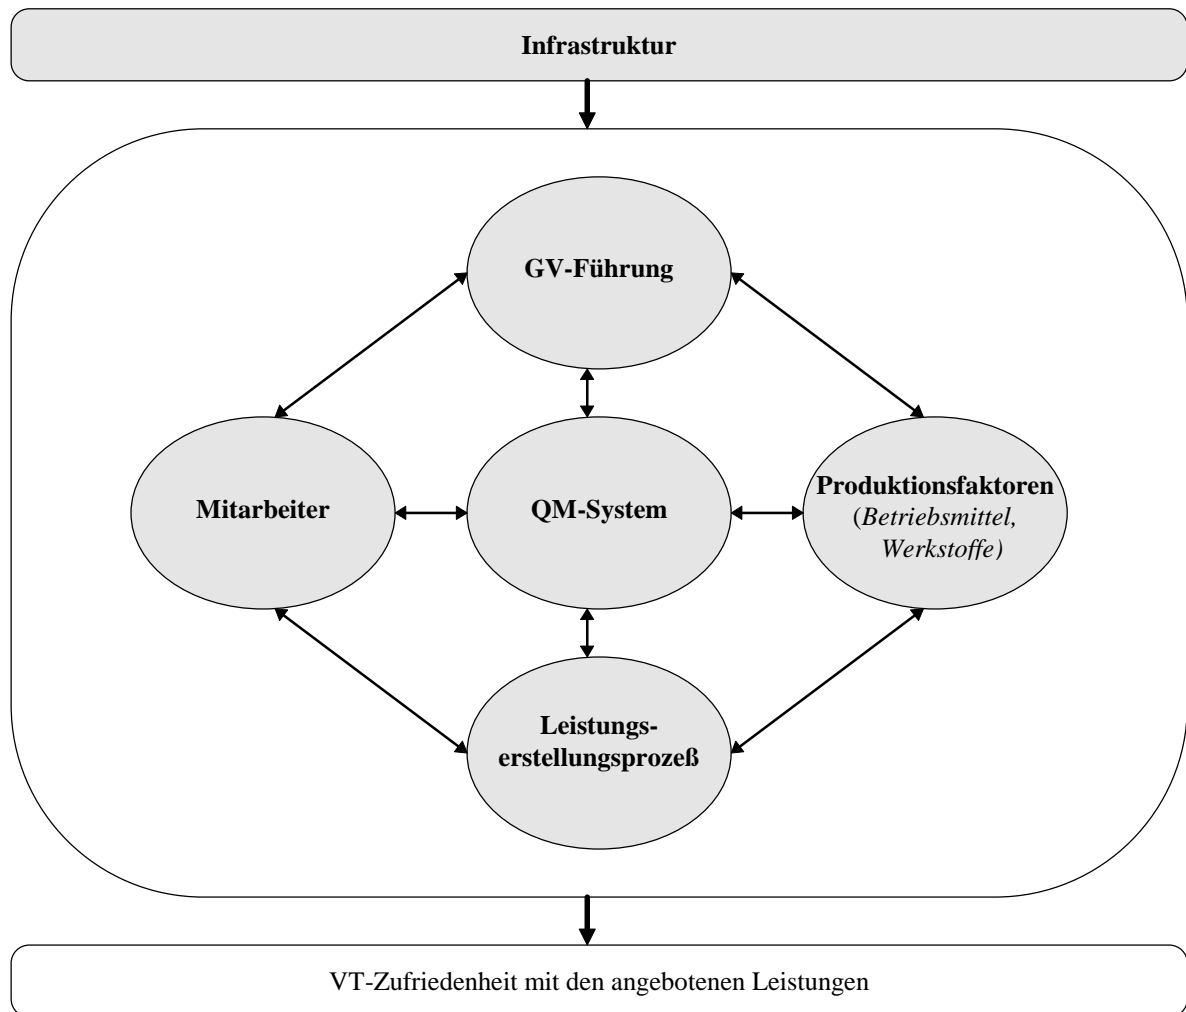 Infrastruktur
GV-Führung
Mitarbeiter
QM-System
Produktionsfaktoren
(Betriebsmittel,
Werkstoffe)
Leistungs-
erstellungsprozeß
VT-Zufriedenheit mit den angebotenen Leistungen